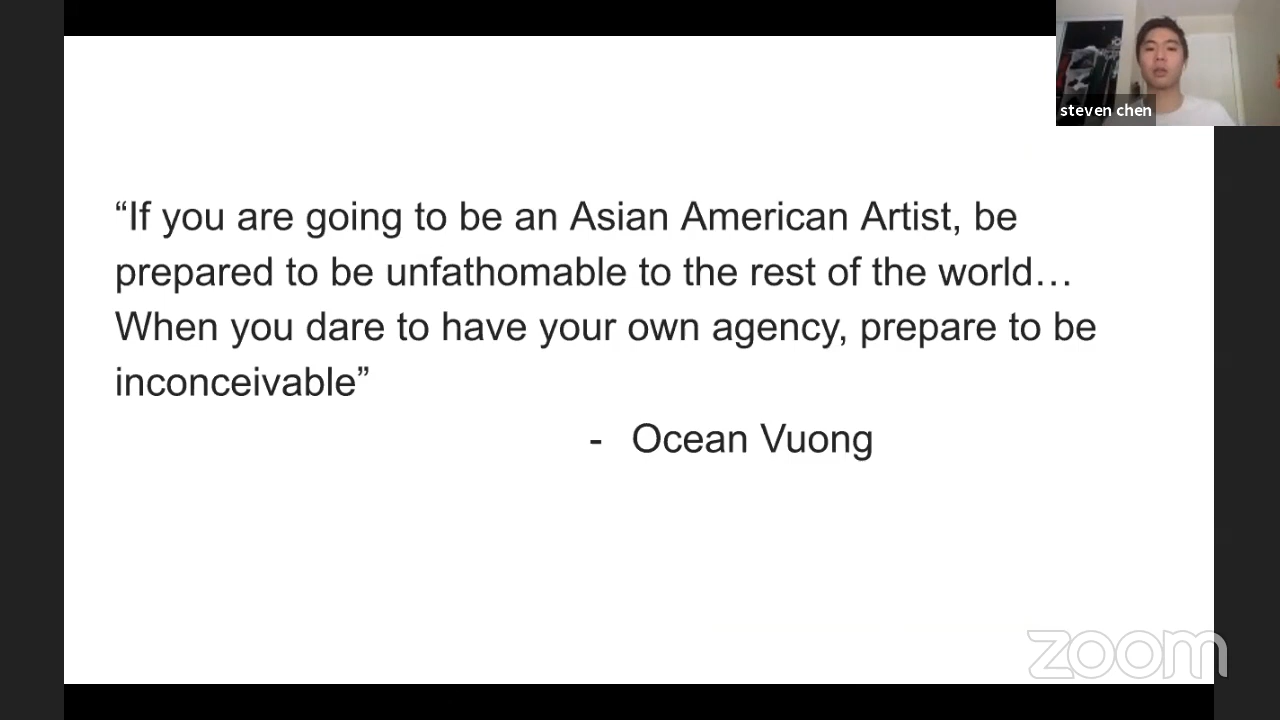 steven chen
“If you are going to be an Asian American Artist, be
prepared to be unfathomable to the rest of the world…
When you dare to have your own agency, prepare to be
inconceivable”
- Ocean Vuong
zoom